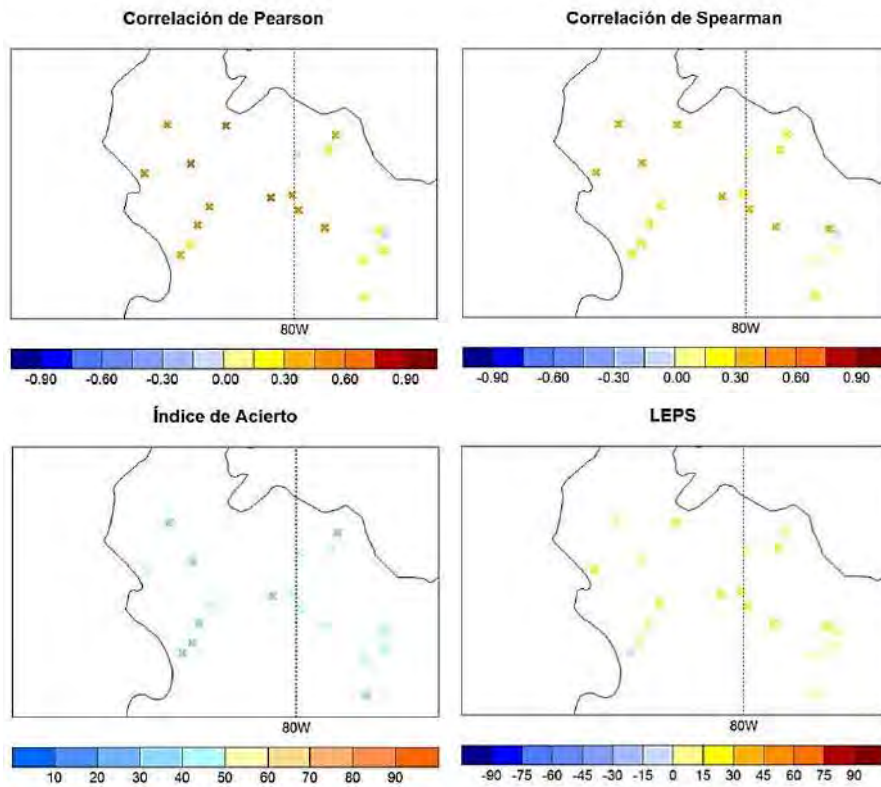 Correlación de Pearson
Correlación de Spearman
80W
80W
-0.90 -0.60 -0.30 0.00 0.30 0.60 0.90
-0.90 -0.60 -0.30 0.00 0.30 0.60 0.90
Índice de Acierto
LEPS
80W
80W
10 20 30 40 50 60 70 80 90
-90 -75 -60 -45 -30 -15 0 15 30 45 60 75 90